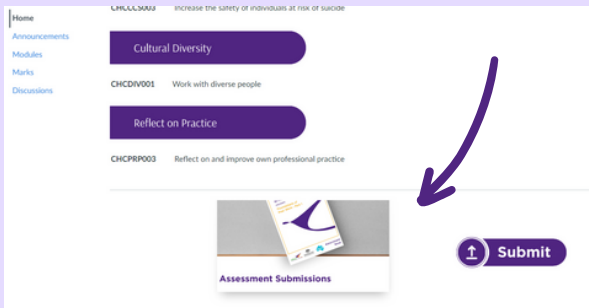 CHCCCS003 Increase the safety of individuals at risk of suicide
Home
Announcements
Modules
Marks
Discussions
Cultural Diversity
CHCDIV001 Work with diverse people
Reflect on Practice
CHCPRP003 Reflect on and improve own professional practice
Submit
Assessment Submissions